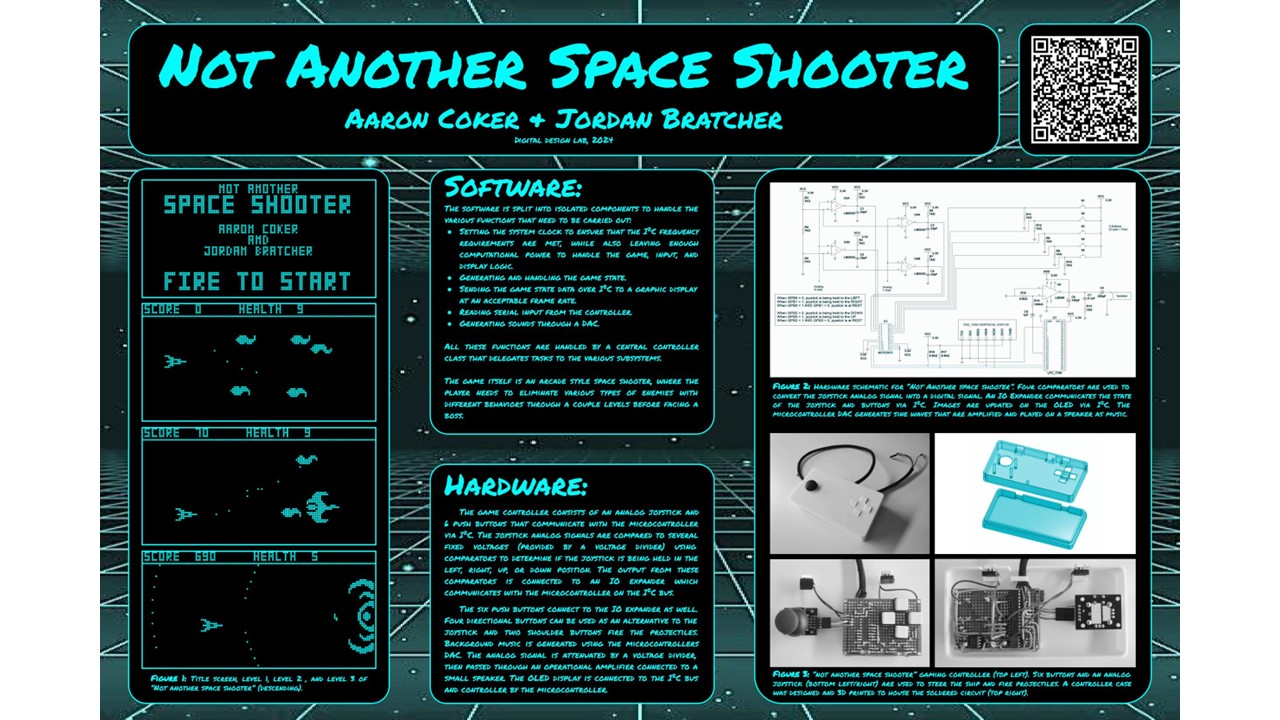 Not Another Space Shooter
Aaron Coker & Jordan Bratcher
Digital design lab, 2024
NOT ANOTHER
SPACE SHOOTER
AARON COKER
AND
JORDAN BRATCHER
FIRE TO START
SCORE 0 HEALTH 9
SCORE 70 HEALTH 9
SCORE 690 HEALTH 5
Figure 1: Title screen, level 1, level 2 , and level 3 of
"Not another space shooter" (descending).
Software:
The software is split into isolated components to handle the
various functions that need to be carried out:
• Setting the system clock to ensure that the I²C frequency
requirements are met, while also leaving enough
computational power to handle the game, input, and
display logic.
• Generating and handling the game state.
• Sending the game state data over I²C to a graphic display
at an acceptable frame rate.
• Reading serial input from the controller.
• Generating sounds through a DAC.
All these functions are handled by a central controller
class that delegates tasks to the various subsystems.
The game itself is an arcade style space shooter, where the
player needs to eliminate various types of enemies with
different behaviors through a couple levels before facing a
boss.
Hardware:
The game controller consists of an analog joystick and
6 push buttons that communicate with the microcontroller
via I²C. The joystick analog signals are compared to several
fixed voltages (provided by a voltage divider) using
comparators to determine if the joystick is being held in the
left, right, up, or down position. The output from these
comparators is connected to an IO expander which
communicates with the microcontroller on the I²C bus.
The six push buttons connect to the IO expander as well.
Four directional buttons can be used as an alternative to the
joystick and two shoulder buttons fire the projectiles.
Background music is generated using the microcontrollers
DAC. The analog signal is attenuated by a voltage divider,
then passed through an operational amplifier connected to a
small speaker. The OLED display is connected to the I²C bus
and controller by the microcontroller.
Figure 2: Hardware schematic for "Not Another space shooter". Four comparators are used to
convert the joystick analog signal into a digital signal. An IO Expander communicates the state
of the joystick and buttons via I²C. Images are updated on the OLED via I²C. The
microcontroller DAC generates sine waves that are amplified and played on a speaker as music.
Figure 3: "not another space shooter" gaming controller (top left). Six buttons and an analog
joystick (bottom left/right) are used to steer the ship and fire projectiles. A controller case
was designed and 3D printed to house the soldered circuit (top right).